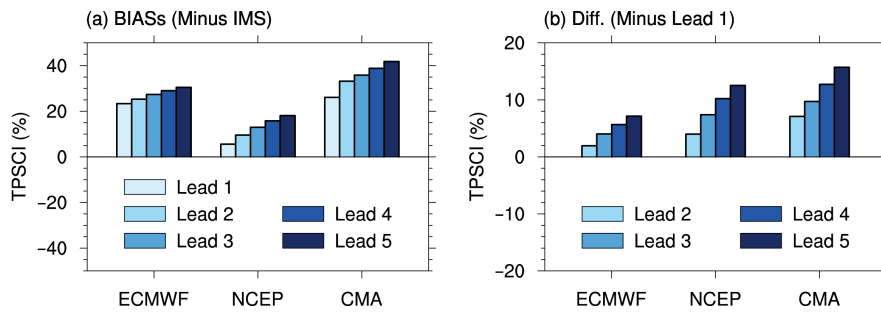 (a) BIASs (Minus IMS)
TPSCI (%)
40
20
0
−20
−40
Lead 1
Lead 2
Lead 3
Lead 4
Lead 5
ECMWF NCEP CMA
(b) Diff. (Minus Lead 1)
TPSCI (%)
20
10
0
−10
−20
Lead 2
Lead 3
Lead 4
Lead 5
ECMWF NCEP CMA